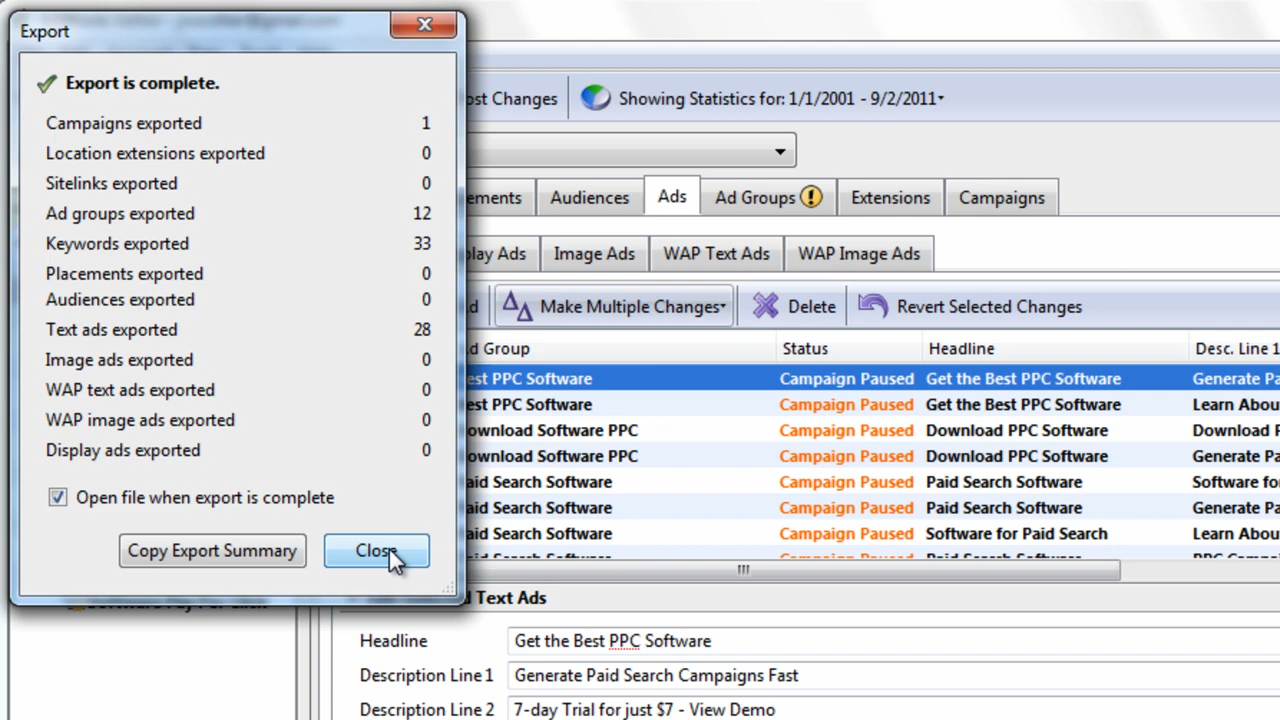 Export
Export is complete.
Campaigns exported 1
Location extensions exported 0
Sitelinks exported 0
Ad groups exported 12
Keywords exported 33
Placements exported 0
Audiences exported 0
Text ads exported 28
Image ads exported 0
WAP text ads exported 0
WAP image ads exported 0
Display ads exported 0
Open file when export is complete
Copy Export Summary Close
ost Changes Showing Statistics for: 1/1/2001 - 9/2/2011
ements Audiences Ads Ad Groups Extensions Campaigns
play Ads Image Ads WAP Text Ads WAP Image Ads
d Make Multiple Changes Delete Revert Selected Changes
d Group Status Headline Desc. Line 1
est PPC Software Campaign Paused Get the Best PPC Software Generate Pa
est PPC Software Campaign Paused Get the Best PPC Software Learn Abou
ownload Software PPC Campaign Paused Download PPC Software Download P
ownload Software PPC Campaign Paused Download PPC Software Generate Pa
aid Search Software Campaign Paused Paid Search Software Software for
aid Search Software Campaign Paused Paid Search Software Generate Pa
aid Search Software Campaign Paused Software for Paid Search Learn Abou
aid Search Software Campaign Paused Paid Search Software PPC Campai
d Text Ads
Headline Get the Best PPC Software
Description Line 1 Generate Paid Search Campaigns Fast
Description Line 2 7-day Trial for just $7 - View Demo